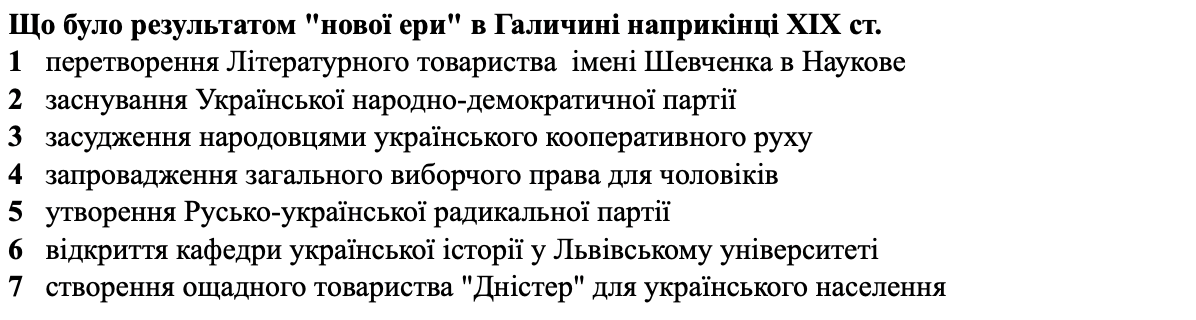 Що було результатом "нової ери" в Галичині наприкінці ХІХ ст.
1 перетворення Літературного товариства імені Шевченка в Наукове
2 заснування Української народно-демократичної партії
3 засудження народовцями українського кооперативного руху
4 запровадження загального виборчого права для чоловіків
5 утворення Русько-української радикальної партії
6 відкриття кафедри української історії у Львівському університеті
7 створення ощадного товариства "Дністер" для українського населення